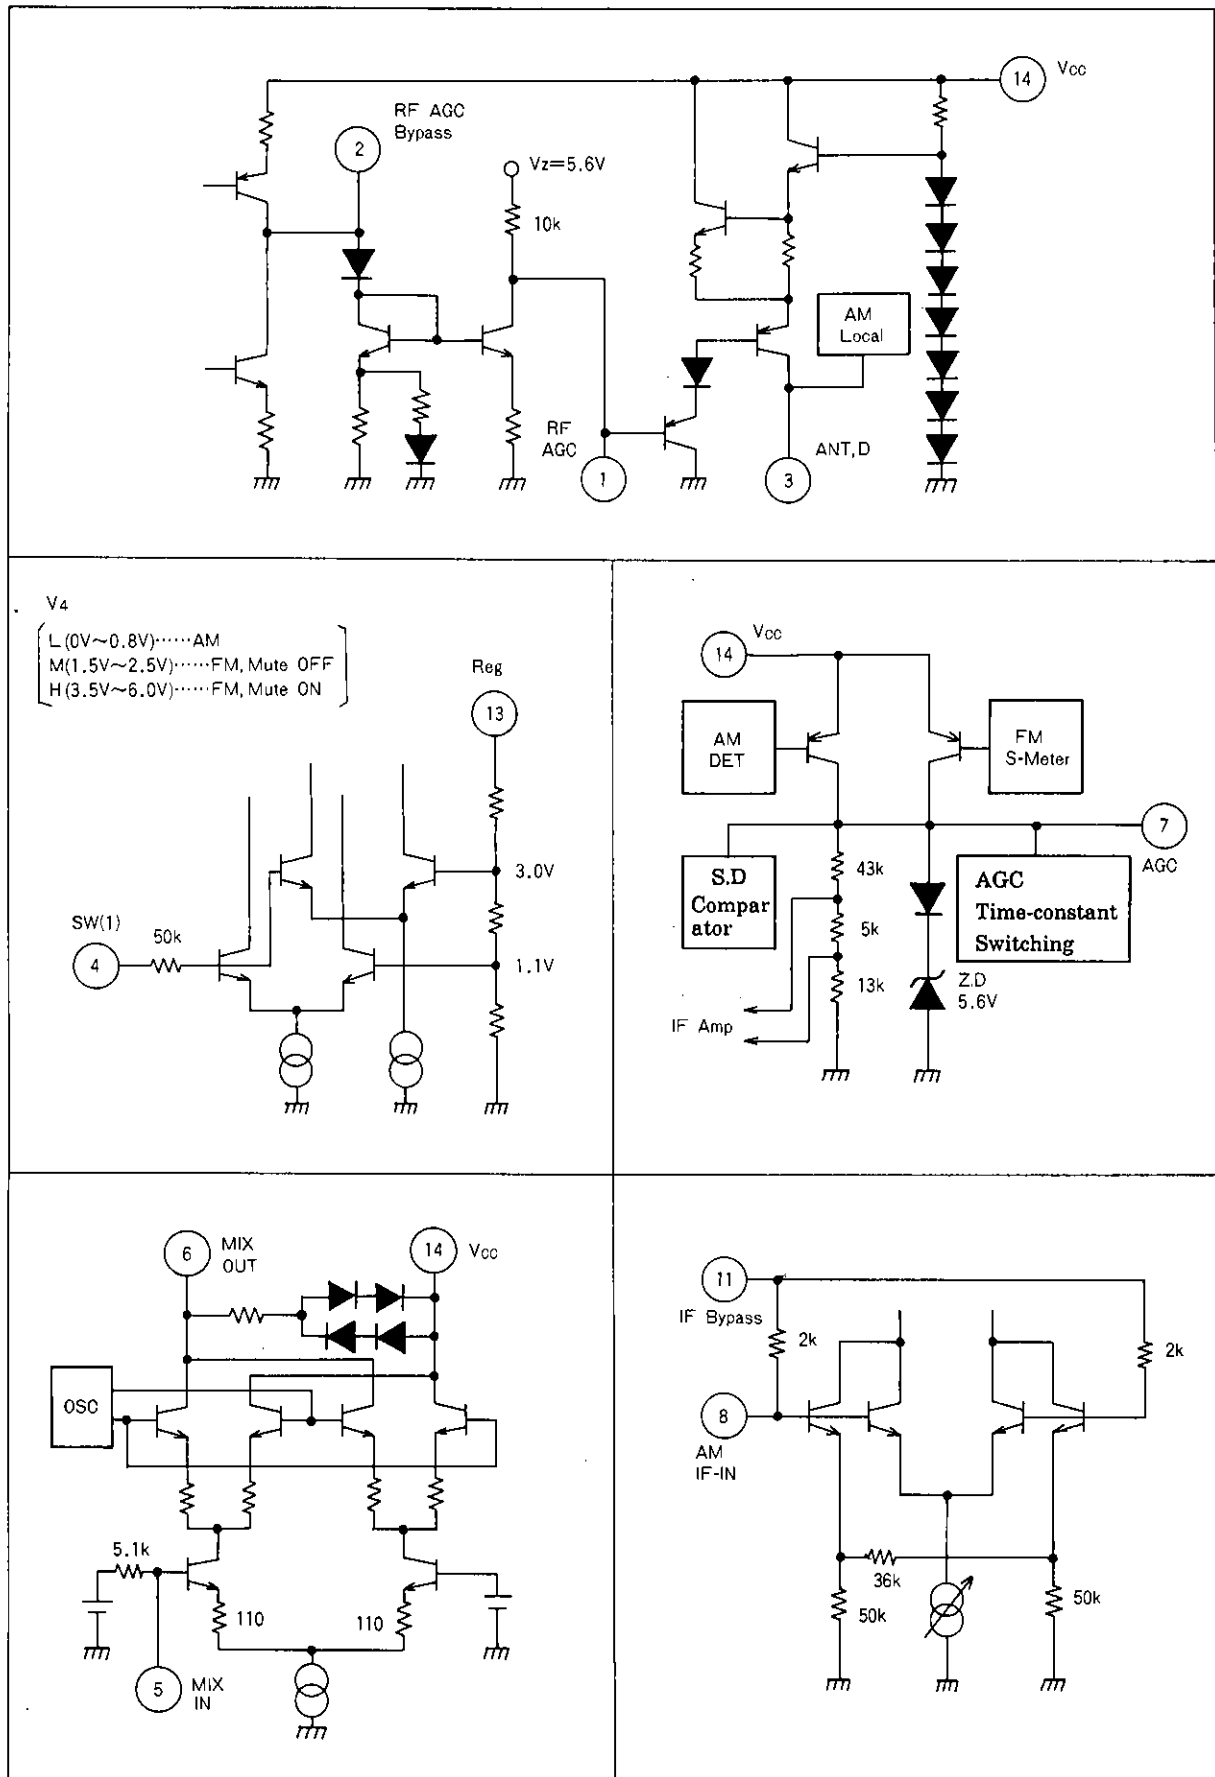 14 Vcc
RF AGC
Bypass
2
Vz=5.6V
10k
AM
Local
RF
AGC
1
3
ANT,D
V4
L(0V~0.8V)······AM
M(1.5V~2.5V)······FM, Mute OFF
H(3.5V~6.0V)······FM, Mute ON
Reg
13
3.0V
SW(1)
4
50k
1.1V
Vcc
14
AM
DET
FM
S-Meter
7
AGC
S.D
Compar
ator
43k
5k
13k
AGC
Time-constant
Switching
Z.D
5.6V
IF Amp
6
MIX
OUT
14 Vcc
OSC
5.1k
110
110
5
MIX
IN
11
IF Bypass
2k
2k
8
AM
IF-IN
36k
50k
50k